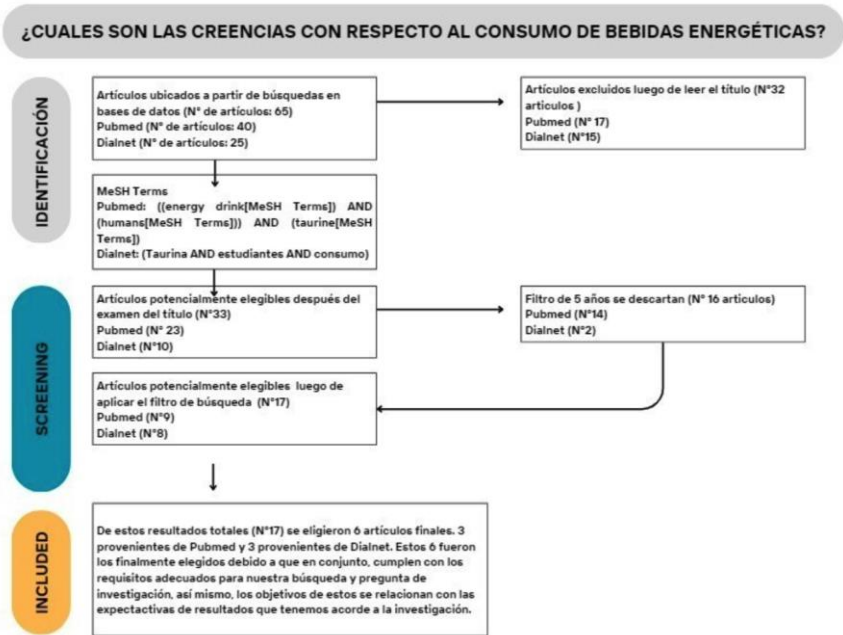 ¿CUALES SON LAS CREENCIAS CON RESPECTO AL CONSUMO DE BEBIDAS ENERGÉTICAS?
IDENTIFICACIÓN
Artículos ubicados a partir de búsquedas en
bases de datos (N° de artículos: 65)
Pubmed (N° de artículos: 40)
Dialnet (N° de artículos: 25)
Artículos excluidos luego de leer el título (N°32
articulos )
Pubmed (N° 17)
Dialnet (N°15)
MeSH Terms
Pubmed: ((energy drink[MeSH Terms]) AND
(humans[MeSH Terms])) AND (taurine[MeSH
Terms])
Dialnet: (Taurina AND estudiantes AND consumo)
SCREENING
Artículos potencialmente elegibles después del
examen del título (N°33)
Pubmed (N° 23)
Dialnet (N°10)
Filtro de 5 años se descartan (N° 16 articulos)
Pubmed (N°14)
Dialnet (N°2)
Artículos potencialmente elegibles luego de
aplicar el filtro de búsqueda (N°17)
Pubmed (N°9)
Dialnet (N°8)
INCLUDED
De estos resultados totales (N°17) se eligieron 6 artículos finales. 3
provenientes de Pubmed y 3 provenientes de Dialnet. Estos 6 fueron
los finalmente elegidos debido a que en conjunto, cumplen con los
requisitos adecuados para nuestra búsqueda y pregunta de
investigación, así mismo, los objetivos de estos se relacionan con las
expectactivas de resultados que tenemos acorde a la investigación.